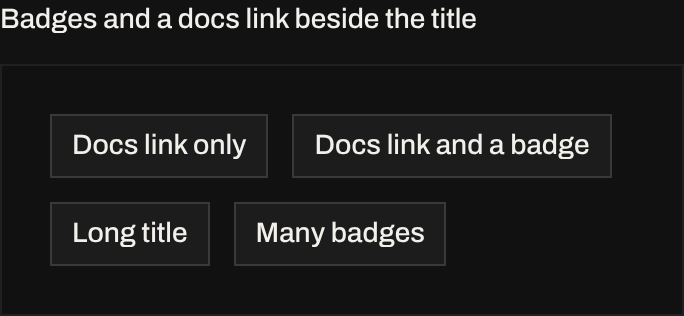 Badges and a docs link beside the title
Docs link only
Docs link and a badge
Long title
Many badges